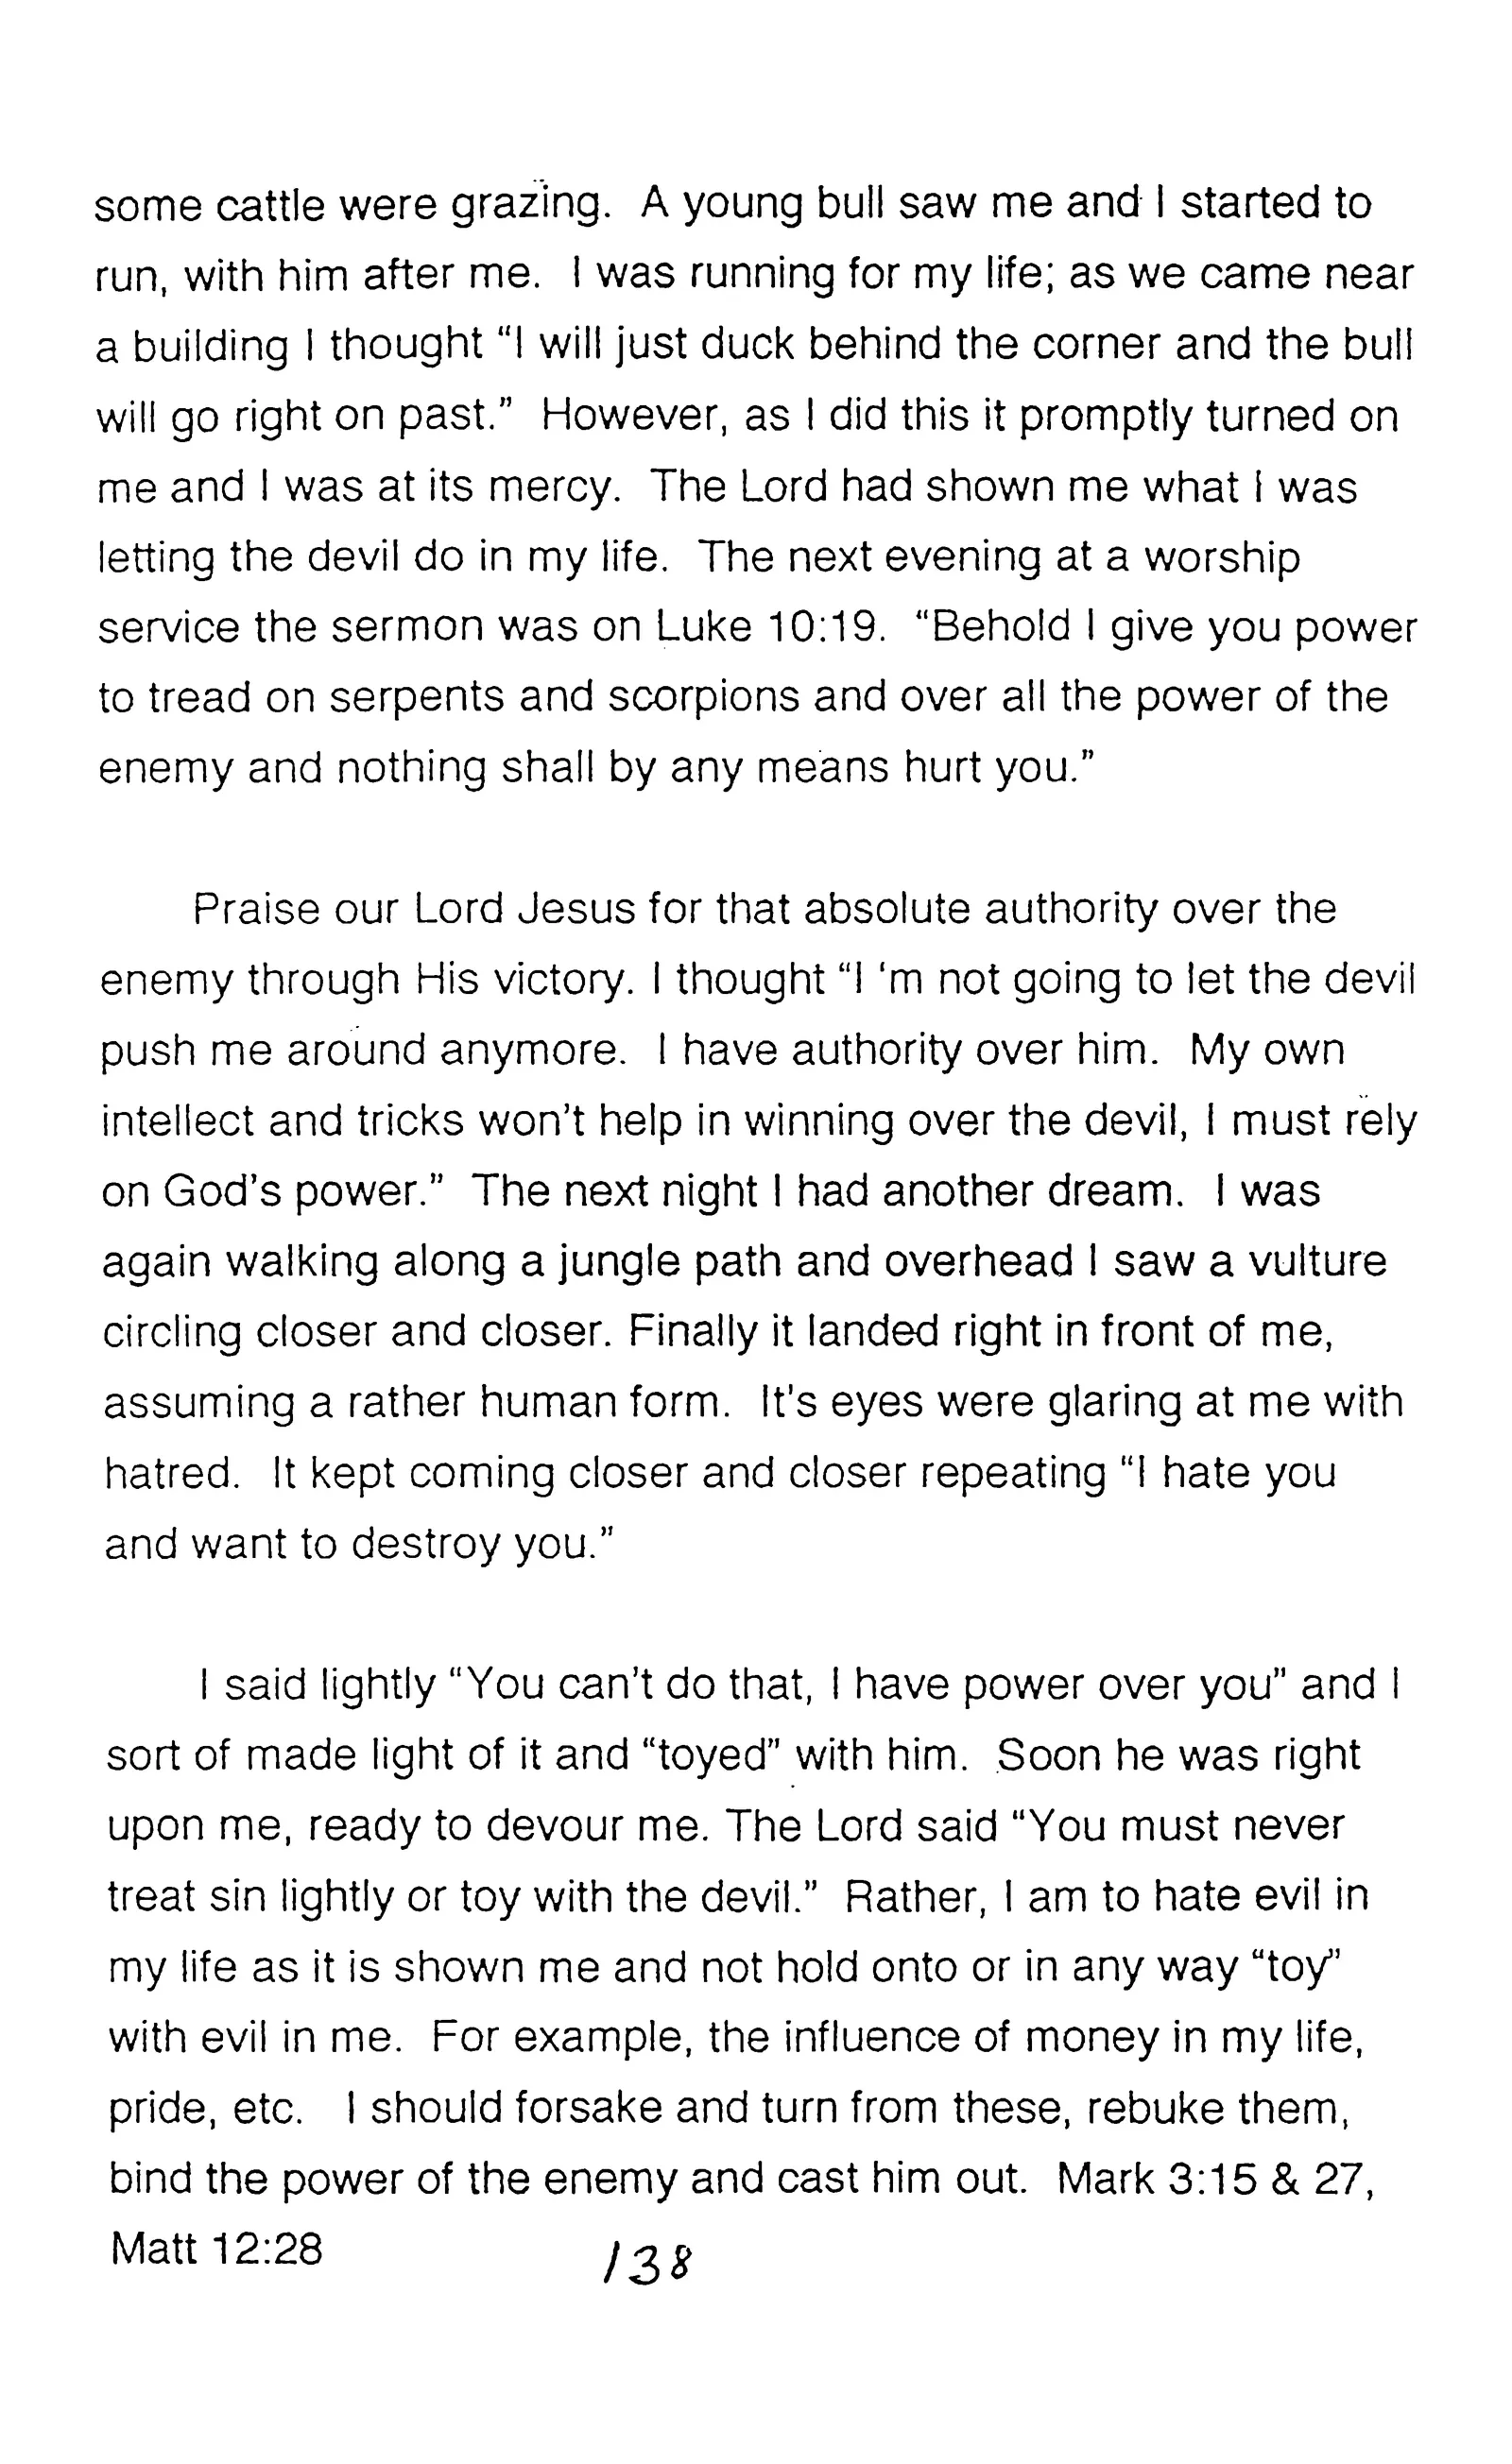 some cattle were grazing.  A young bull saw me and I started to
run, with him after me.  I was running for my life; as we came near
a building I thought “I will just duck behind the corner and the bull
will go right on past.”  However, as I did this it promptly turned on
me and I was at its mercy.  The Lord had shown me what I was
letting the devil do in my life.  The next evening at a worship
service the sermon was on Luke 10:19.  “Behold I give you power
to tread on serpents and scorpions and over all the power of the
enemy and nothing shall by any means hurt you.”
Praise our Lord Jesus for that absolute authority over the
enemy through His victory. I thought “I ‘m not going to let the devil
push me around anymore.  I have authority over him.  My own
intellect and tricks won’t help in winning over the devil, I must rely
on God’s power.”  The next night I had another dream.  I was
again walking along a jungle path and overhead I saw a vulture
circling closer and closer. Finally it landed right in front of me,
assuming a rather human form.  It's eyes were glaring at me with
hatred.  It kept coming closer and closer repeating “I hate you
and want to destroy you.”
I said lightly “You can’t do that, I have power over you” and I
sort of made light of it and “toyed” with him.  Soon he was right
upon me, ready to devour me. The Lord said “You must never
treat sin lightly or toy with the devil.”  Rather, I am to hate evil in
my life as it is shown me and not hold onto or in any way “toy”
with evil in me.  For example, the influence of money in my life,
pride, etc.   I should forsake and turn from these, rebuke them,
bind the power of the enemy and cast him out.  Mark 3:15 & 27,
Matt 12:28
138